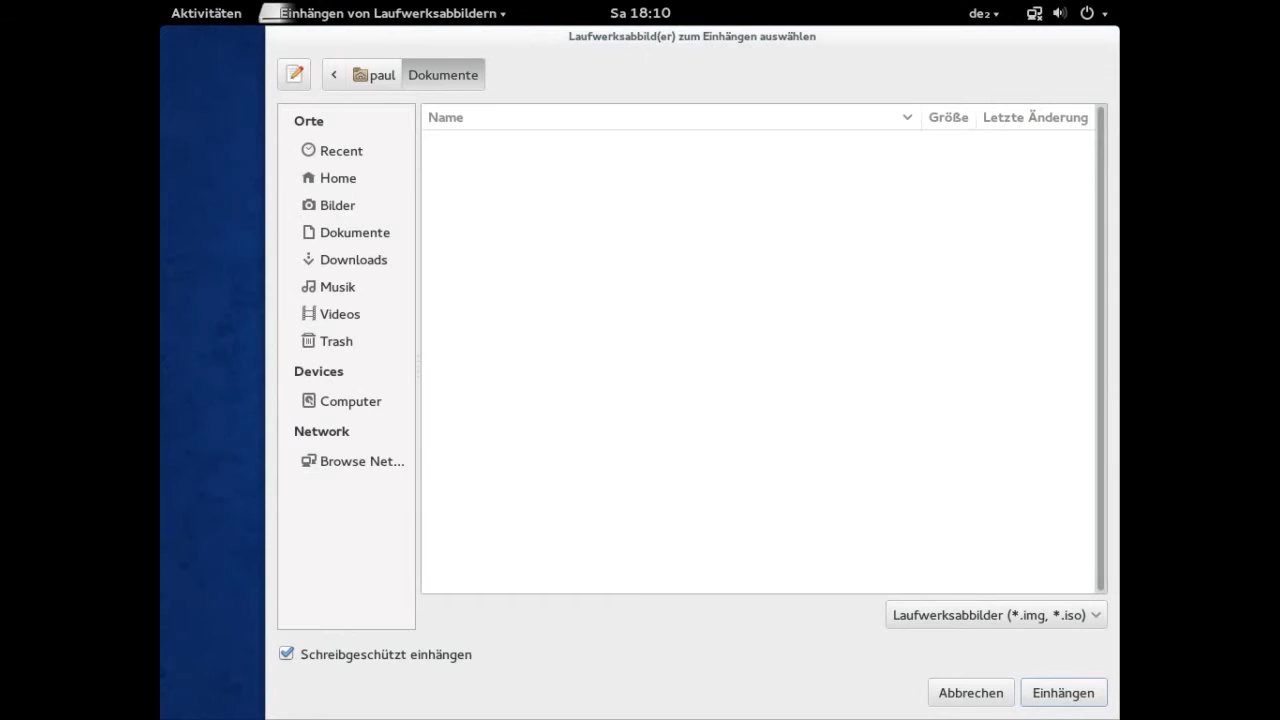 Aktivitäten Einhängen von Laufwerksabbildern Sa 18:10 de2
Laufwerksabbild(er) zum Einhängen auswählen
paul Dokumente
Orte
Recent
Home
Bilder
Dokumente
Downloads
Musik
Videos
Trash
Devices
Computer
Network
Browse Net...
Name Größe Letzte Änderung
Laufwerksabbilder (*.img, *.iso)
Schreibgeschützt einhängen
Abbrechen Einhängen